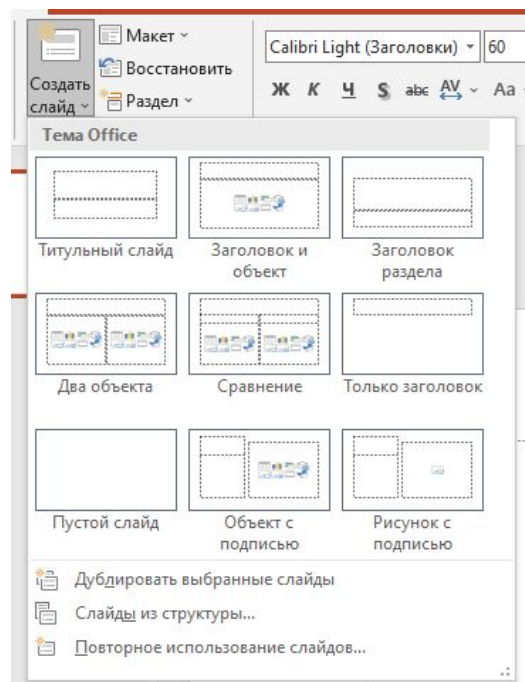 Создать слайд
Макет
Восстановить
Раздел
Calibri Light (Заголовки)
60
Ж К Ч S abc AV Aa
Тема Office
Титульный слайд
Заголовок и объект
Заголовок раздела
Два объекта
Сравнение
Только заголовок
Пустой слайд
Объект с подписью
Рисунок с подписью
Дублировать выбранные слайды
Слайды из структуры...
Повторное использование слайдов...